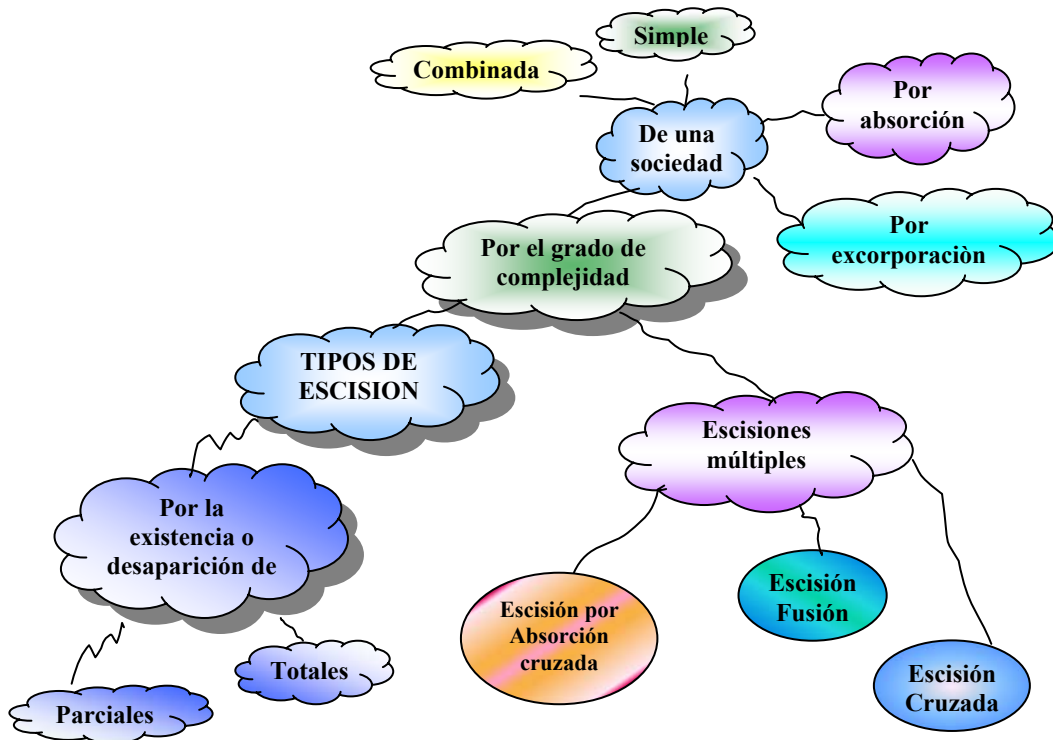 Simple
Combinada
Por
absorción
De una
sociedad
Por
excorporaciòn
Por el grado de
complejidad
TIPOS DE
ESCISION
Escisiones
múltiples
Por la
existencia o
desaparición de
Escisión
Fusión
Escisión por
Absorción
cruzada
Totales
Escisión
Cruzada
Parciales